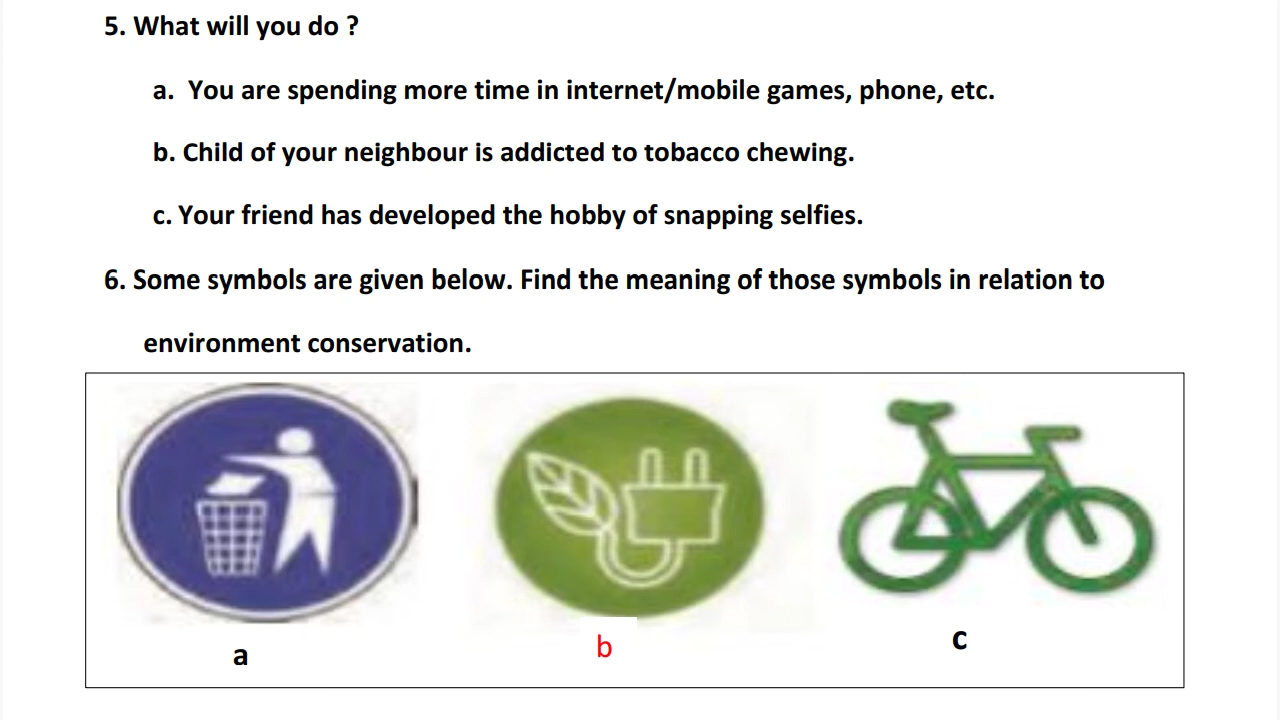 5. What will you do ?
a. You are spending more time in internet/mobile games, phone, etc.
b. Child of your neighbour is addicted to tobacco chewing.
c. Your friend has developed the hobby of snapping selfies.
6. Some symbols are given below. Find the meaning of those symbols in relation to
environment conservation.
a
b
c